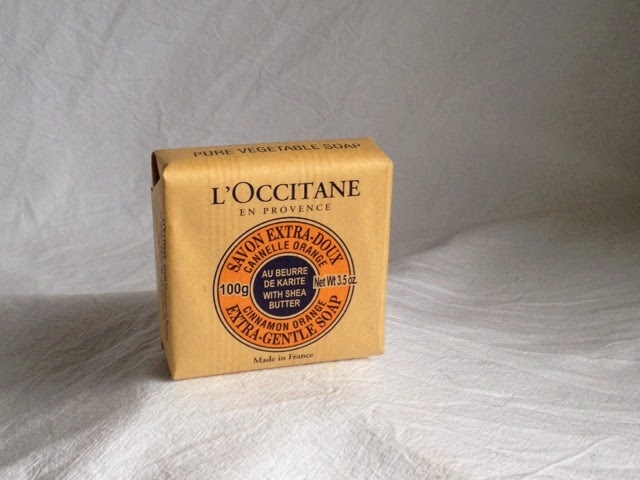 PURE VEGETABLE SOAP
L'OCCITANE
EN PROVENCE
SAVON EXTRA-DOUX
CANNELLE ORANGE
100g
AU BEURRE
DE KARITE
WITH SHEA
BUTTER
Net Wt 3.5 oz.
CINNAMON ORANGE
EXTRA-GENTLE SOAP
Made in France